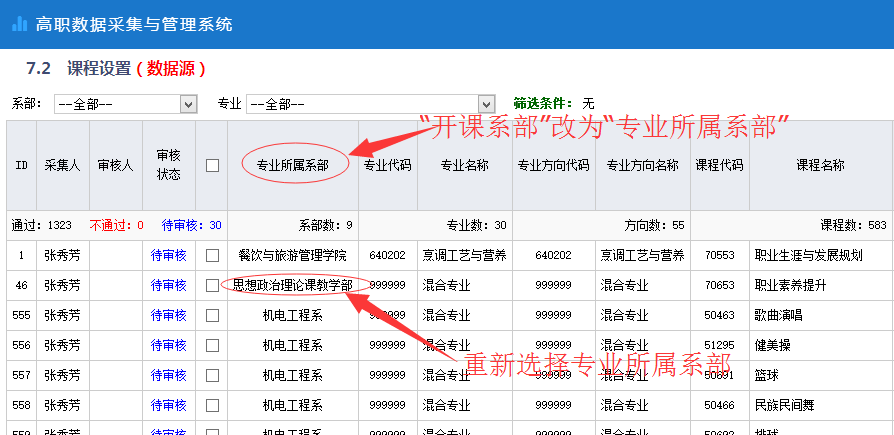 高职数据采集与管理系统
7.2 课程设置（数据源）
系部： --全部-- 专业 --全部-- 筛选条件： 无
“开课系部”改为“专业所属系部”
ID 采集人 审核人 审核状态 专业所属系部 专业代码 专业名称 专业方向代码 专业方向名称 课程代码 课程名称
通过：1323 不通过：0 待审核：30 系部数：9 专业数：30 方向数：55 课程数：583
1 张秀芳 待审核 餐饮与旅游管理学院 640202 烹调工艺与营养 640202 烹调工艺与营养 70553 职业生涯与发展规划
46 张秀芳 待审核 思想政治理论课教学部 999999 混合专业 999999 混合专业 70653 职业素养提升
555 张秀芳 待审核 机电工程系 999999 混合专业 999999 混合专业 50463 歌曲演唱
556 张秀芳 待审核 机电工程系 999999 混合专业 999999 混合专业 51295 健美操
重新选择专业所属系部
557 张秀芳 待审核 机电工程系 999999 混合专业 999999 混合专业 50691 篮球
558 张秀芳 待审核 机电工程系 999999 混合专业 999999 混合专业 50466 民族民间舞
559 张秀芳 待审核 机电工程系 999999 混合专业 999999 混合专业 50692 排球